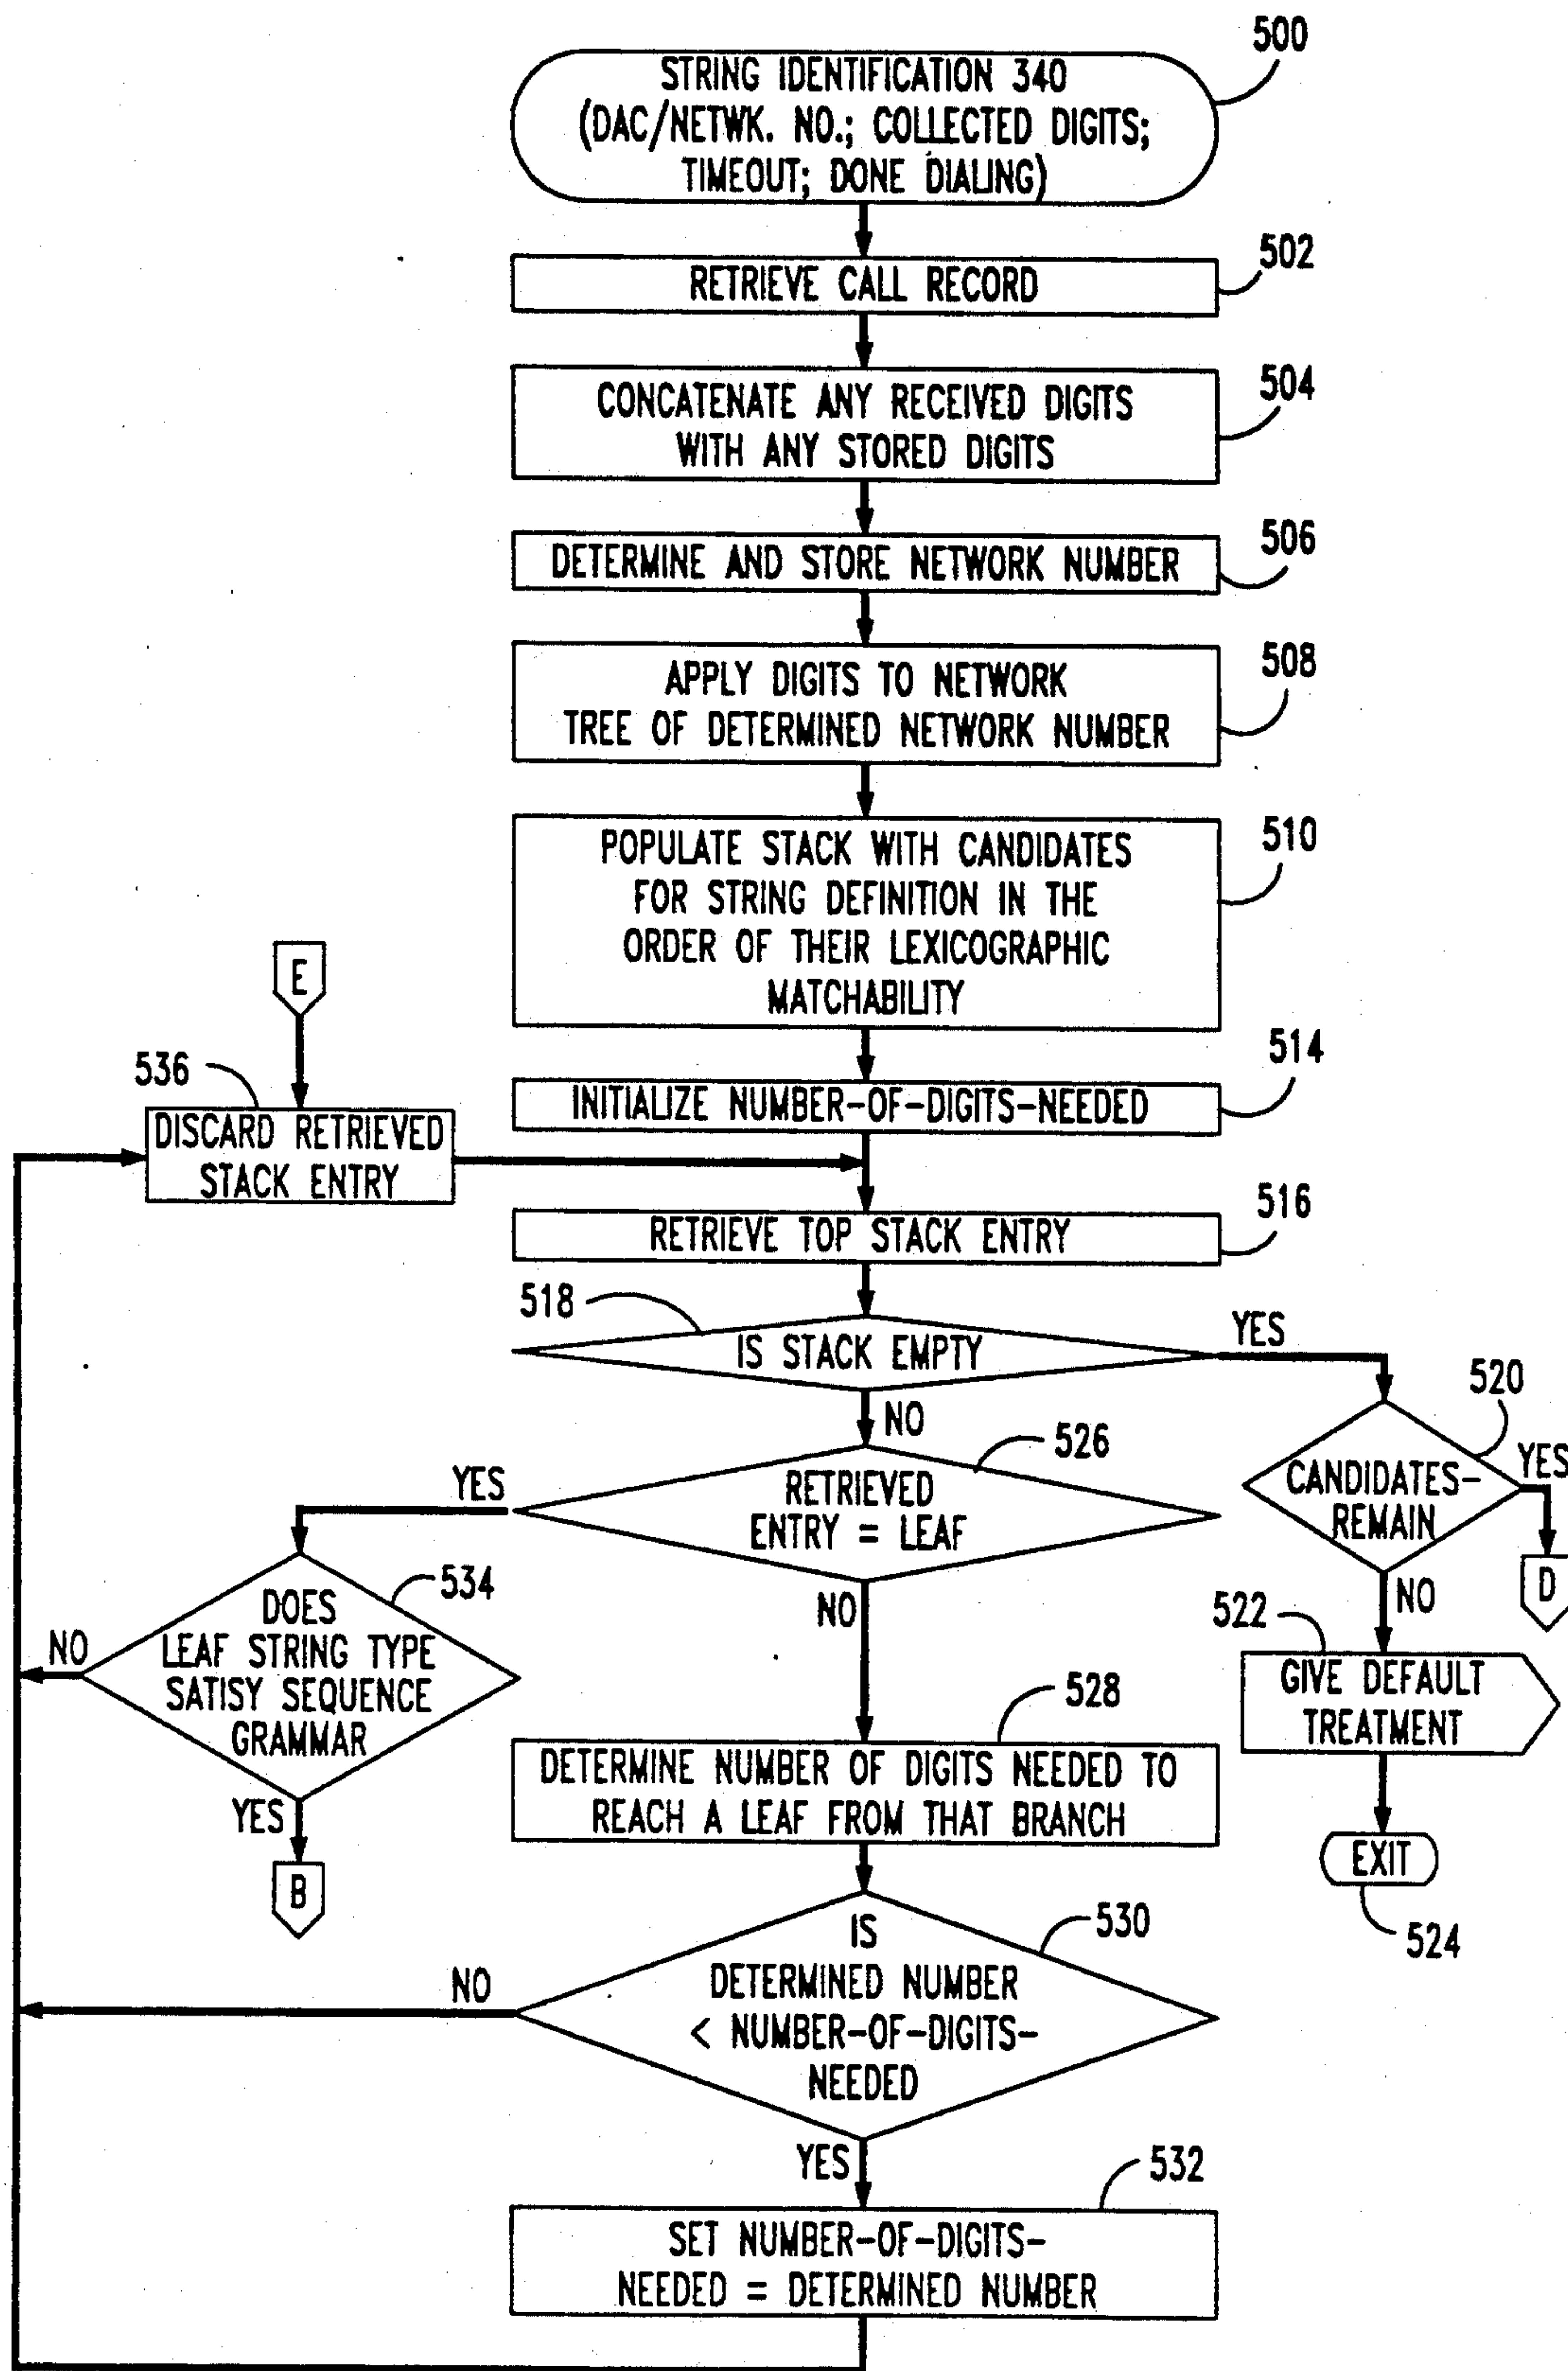 500
STRING IDENTIFICATION 340
(DAC/NETWK. NO.; COLLECTED DIGITS;
TIMEOUT; DONE DIALING)
502
RETRIEVE CALL RECORD
504
CONCATENATE ANY RECEIVED DIGITS
WITH ANY STORED DIGITS
506
DETERMINE AND STORE NETWORK NUMBER
508
APPLY DIGITS TO NETWORK
TREE OF DETERMINED NETWORK NUMBER
510
POPULATE STACK WITH CANDIDATES
FOR STRING DEFINITION IN THE
ORDER OF THEIR LEXICOGRAPHIC
MATCHABILITY
E
514
INITIALIZE NUMBER-OF-DIGITS-NEEDED
536
DISCARD RETRIEVED
STACK ENTRY
516
RETRIEVE TOP STACK ENTRY
518
IS STACK EMPTY
YES
NO
520
CANDIDATES-
REMAIN
YES
D
NO
526
RETRIEVED
ENTRY = LEAF
YES
NO
534
DOES
LEAF STRING TYPE
SATISY SEQUENCE
GRAMMAR
NO
YES
B
522
GIVE DEFAULT
TREATMENT
EXIT
524
528
DETERMINE NUMBER OF DIGITS NEEDED TO
REACH A LEAF FROM THAT BRANCH
530
IS
DETERMINED NUMBER
< NUMBER-OF-DIGITS-
NEEDED
NO
YES
532
SET NUMBER-OF-DIGITS-
NEEDED = DETERMINED NUMBER